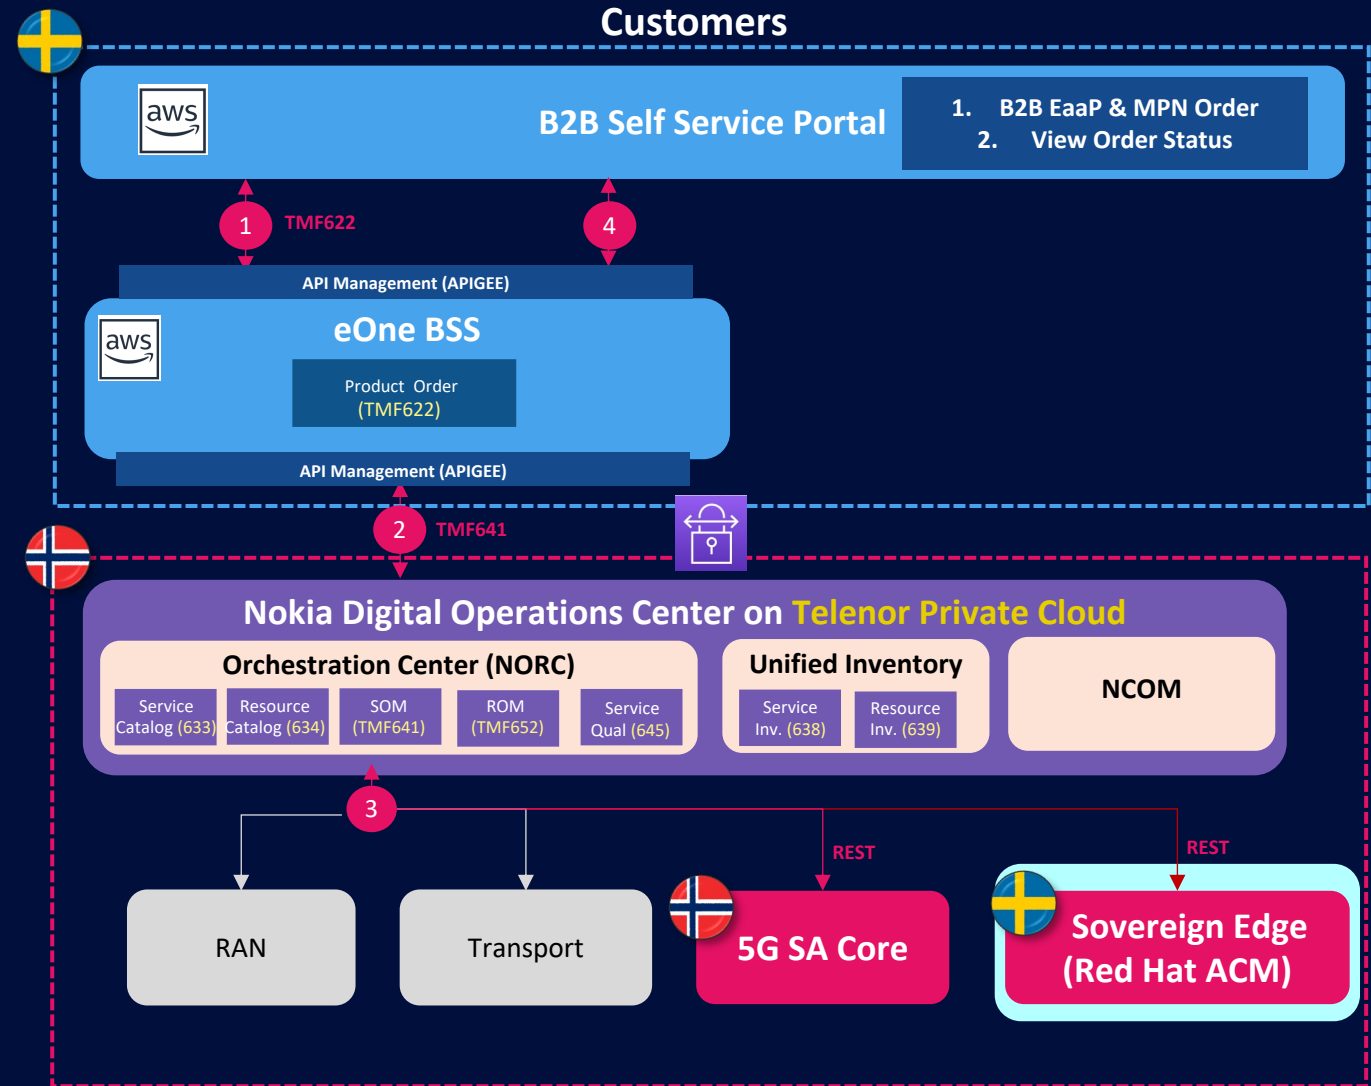 Customers
aws
B2B Self Service Portal
1. B2B EaaP & MPN Order
2. View Order Status
1
TMF622
4
API Management (APIGEE)
aws
eOne BSS
Product Order
(TMF622)
API Management (APIGEE)
2
TMF641
Nokia Digital Operations Center on Telenor Private Cloud
Orchestration Center (NORC)
Service
Catalog (633)
Resource
Catalog (634)
SOM
(TMF641)
ROM
(TMF652)
Service
Qual (645)
Unified Inventory
Service
Inv. (638)
Resource
Inv. (639)
NCOM
3
REST
REST
RAN
Transport
5G SA Core
Sovereign Edge
(Red Hat ACM)